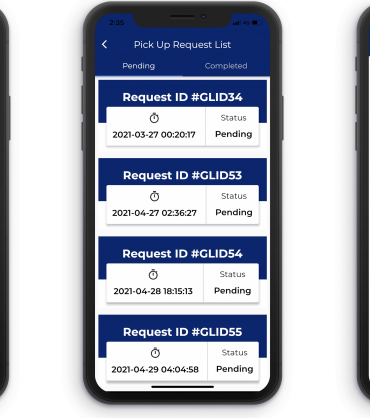 2:35
4G
Pick Up Request List
Pending
Completed
Request ID #GLID34
Status
2021-03-27 00:20:17
Pending
Request ID #GLID53
Status
2021-04-27 02:36:27
Pending
Request ID #GLID54
Status
2021-04-28 18:15:13
Pending
Request ID #GLID55
Status
2021-04-29 04:04:58
Pending